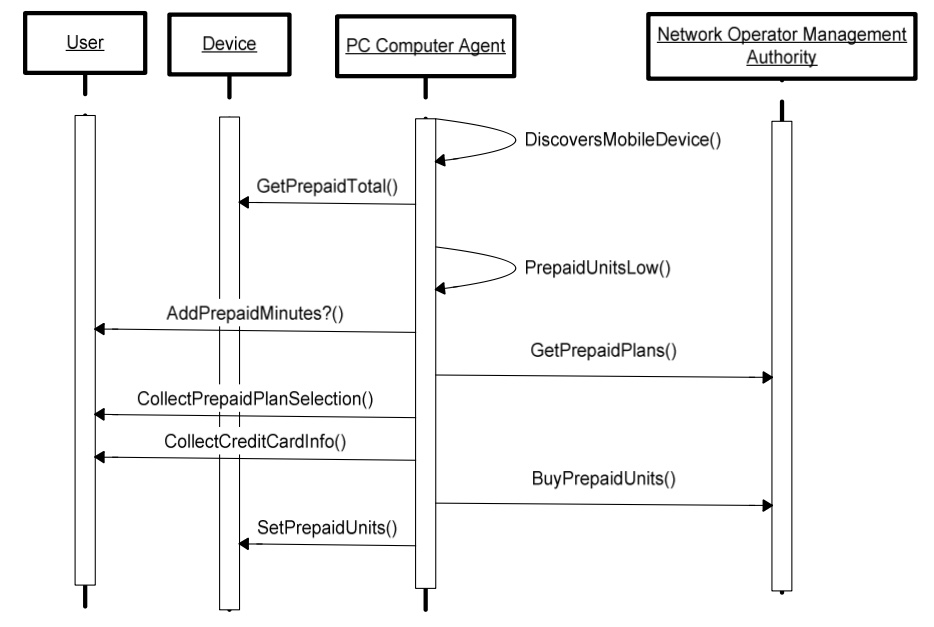 User
Device
PC Computer Agent
Network Operator Management
Authority
DiscoversMobileDevice()
GetPrepaidTotal()
PrepaidUnitsLow()
AddPrepaidMinutes?()
GetPrepaidPlans()
CollectPrepaidPlanSelection()
CollectCreditCardInfo()
BuyPrepaidUnits()
SetPrepaidUnits()